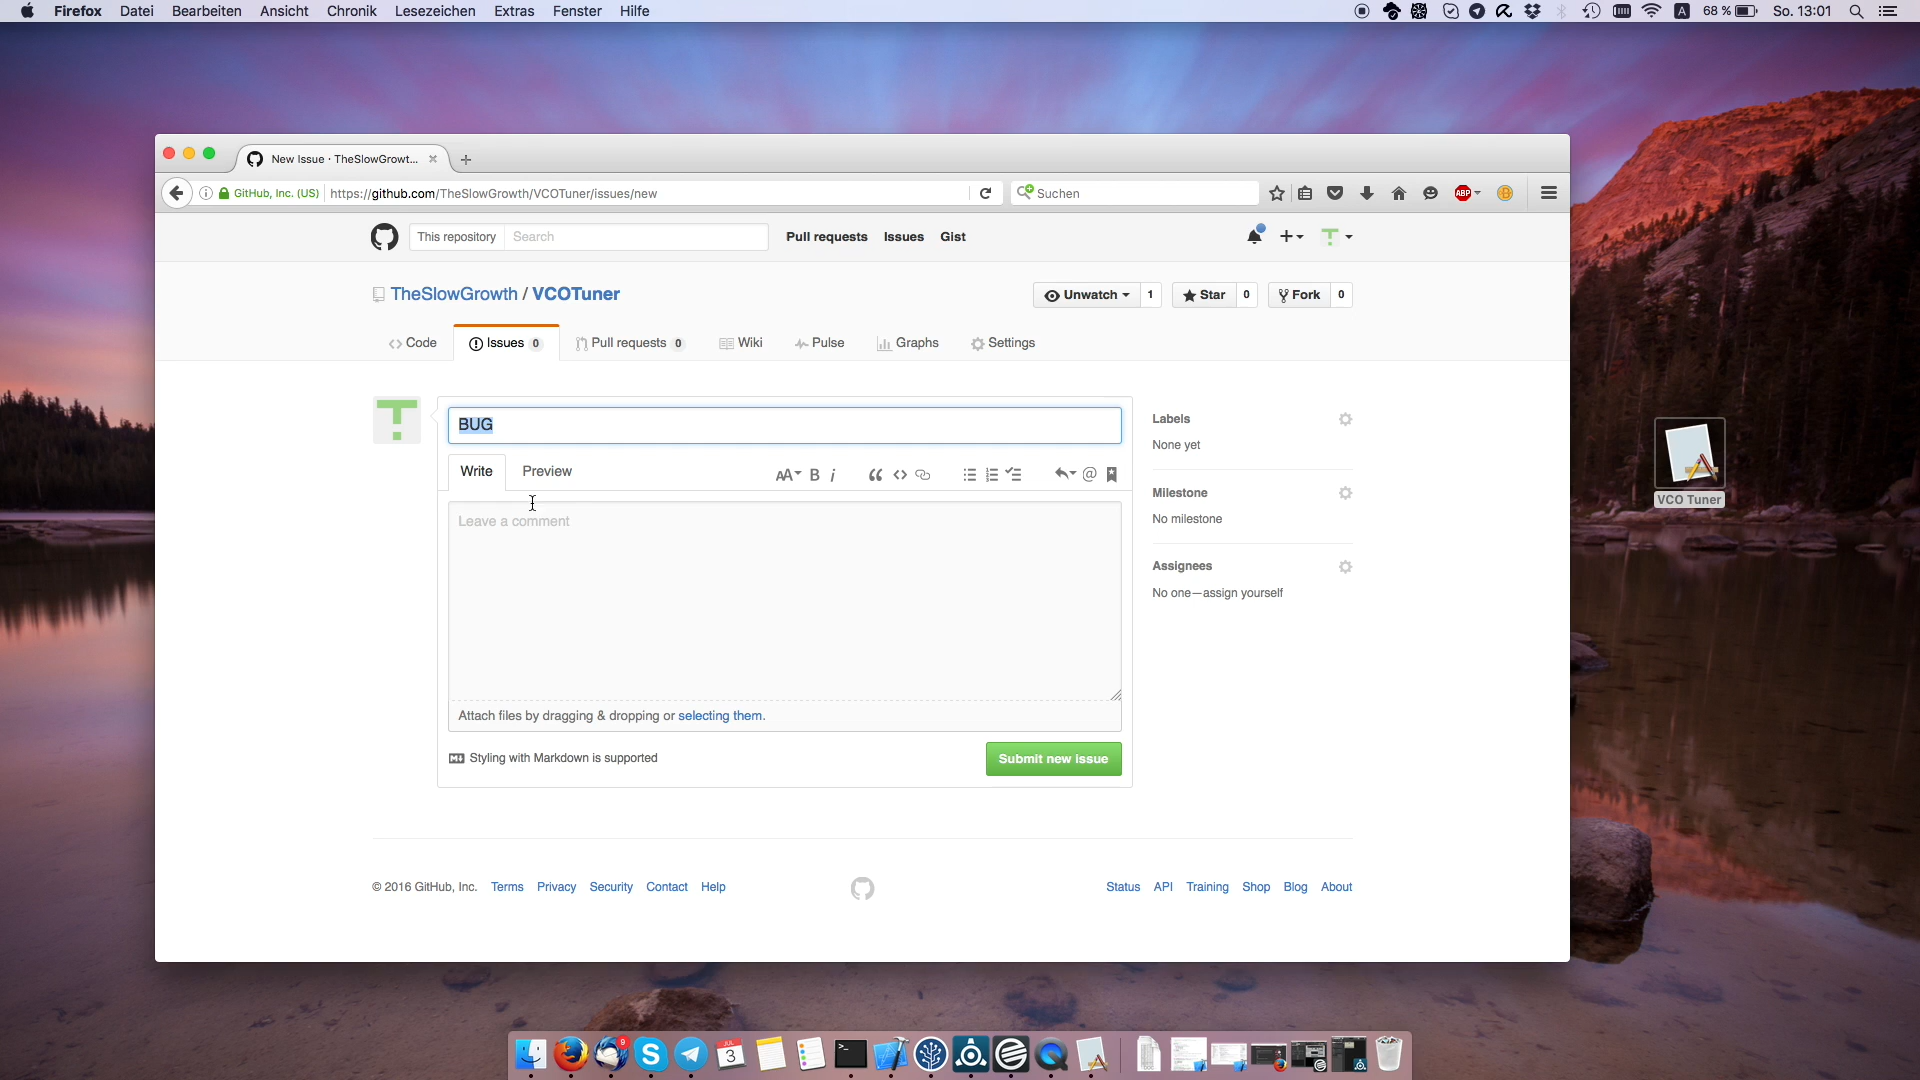 Firefox Datei Bearbeiten Ansicht Chronik Lesezeichen Extras Fenster Hilfe
A 68 % So. 13:01
New Issue · TheSlowGrowt...
GitHub, Inc. (US) https://github.com/TheSlowGrowth/VCOTuner/issues/new
Suchen
ABP
This repository Search Pull requests Issues Gist
TheSlowGrowth / VCOTuner
Unwatch 1 Star 0 Fork 0
Code Issues 0 Pull requests 0 Wiki Pulse Graphs Settings
BUG
Write Preview
AA B i @
Leave a comment
Attach files by dragging & dropping or selecting them.
Styling with Markdown is supported
Submit new issue
Labels
None yet
Milestone
No milestone
Assignees
No one—assign yourself
VCO Tuner
© 2016 GitHub, Inc. Terms Privacy Security Contact Help
Status API Training Shop Blog About
9
JUL
3